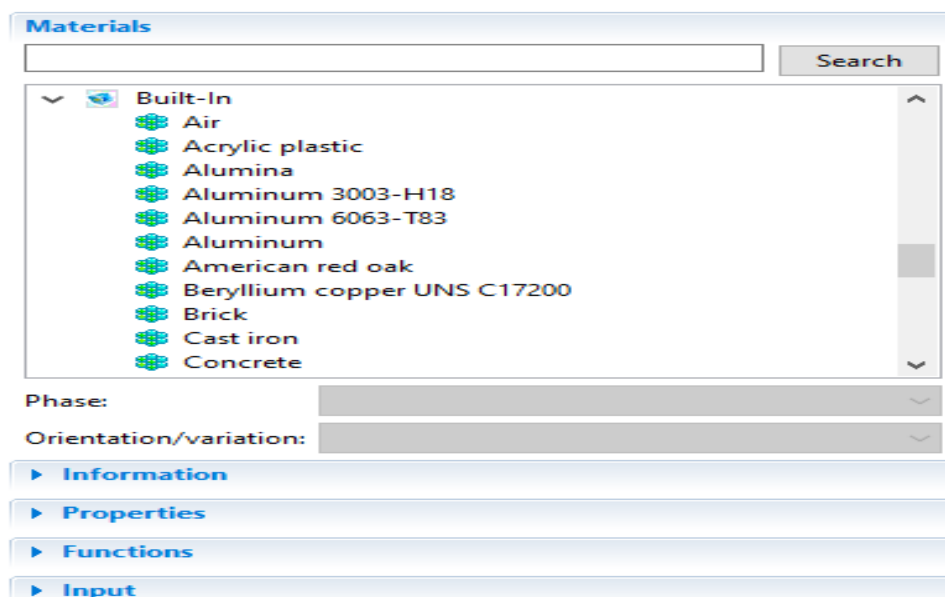 Materials
Search
Built-In
Air
Acrylic plastic
Alumina
Aluminum 3003-H18
Aluminum 6063-T83
Aluminum
American red oak
Beryllium copper UNS C17200
Brick
Cast iron
Concrete
Phase:
Orientation/variation:
Information
Properties
Functions
Input